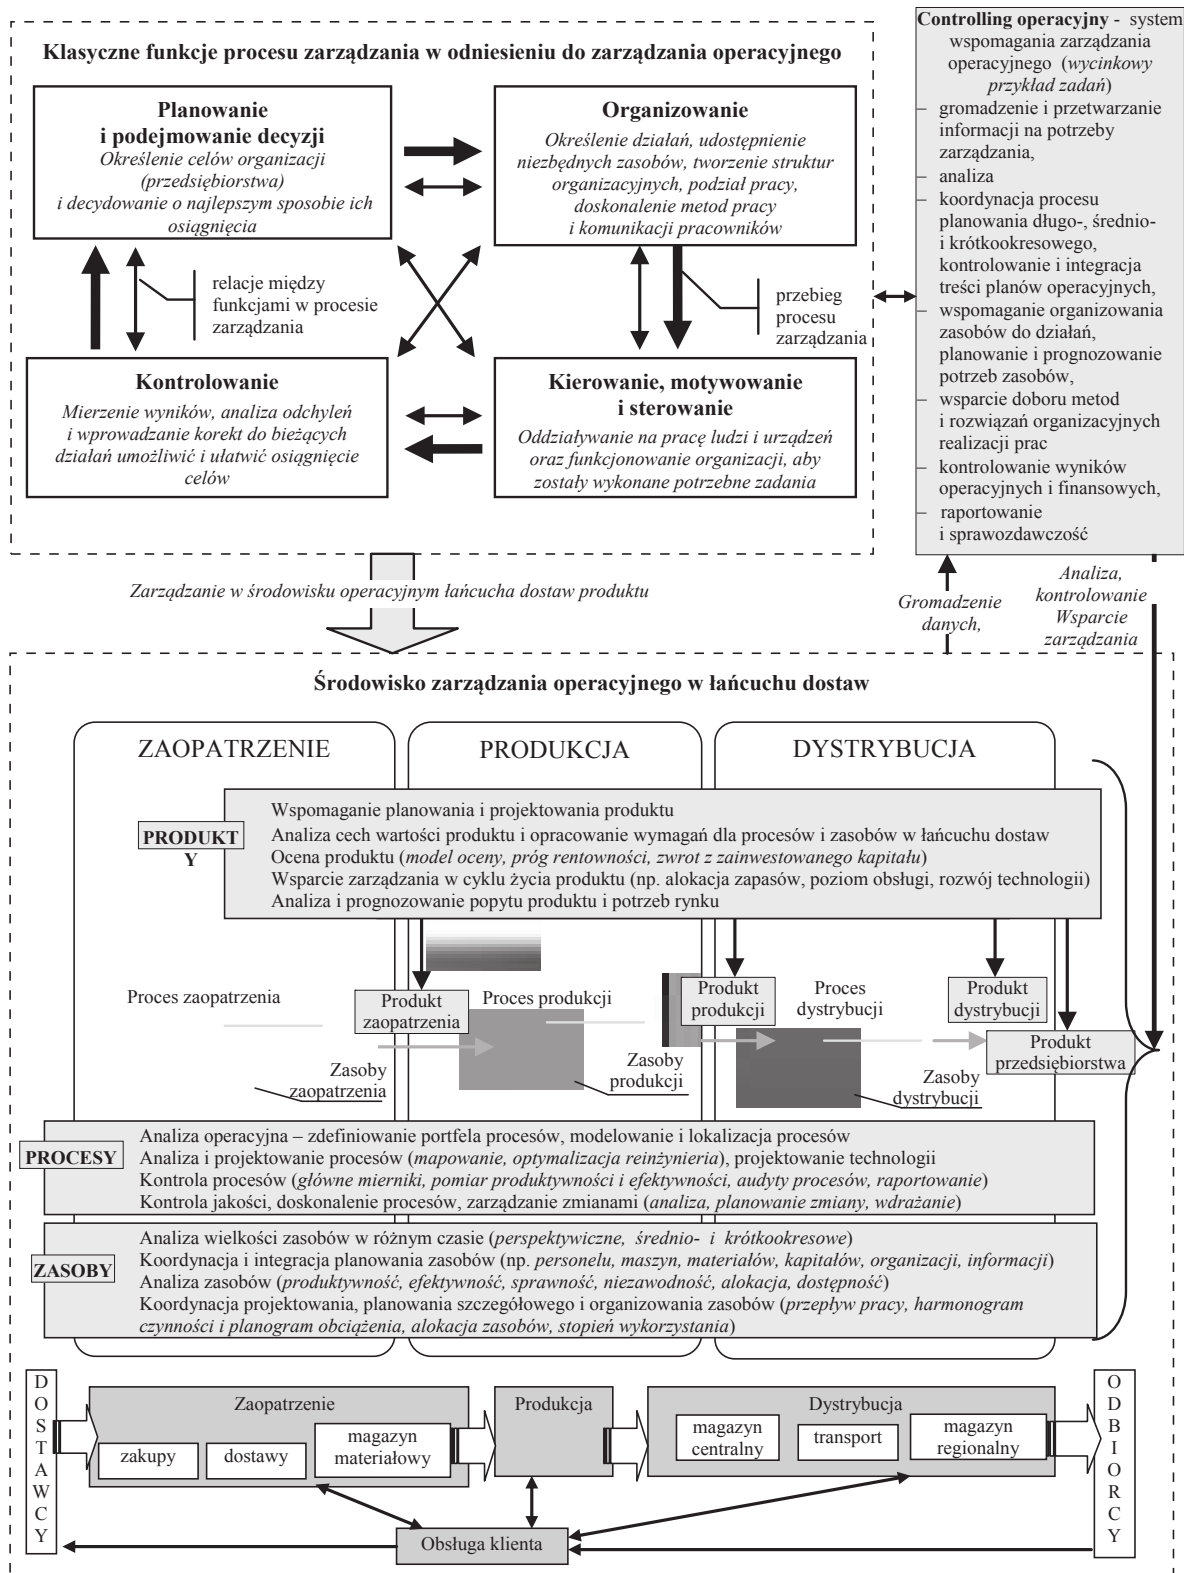 Klasyczne funkcje procesu zarządzania w odniesieniu do zarządzania operacyjnego
Planowanie
i podejmowanie decyzji
Określenie celów organizacji
(przedsiębiorstwa)
i decydowanie o najlepszym sposobie ich
osiągnięcia
Organizowanie
Określenie działań, udostępnienie
niezbędnych zasobów, tworzenie struktur
organizacyjnych, podział pracy,
doskonalenie metod pracy
i komunikacji pracowników
relacje między
funkcjami w procesie
zarządzania
przebieg
procesu
zarządzania
Kontrolowanie
Mierzenie wyników, analiza odchyleń
i wprowadzanie korekt do bieżących
działań umożliwić i ułatwić osiągnięcie
celów
Kierowanie, motywowanie
i sterowanie
Oddziaływanie na pracę ludzi i urządzeń
oraz funkcjonowanie organizacji, aby
zostały wykonane potrzebne zadania
Controlling operacyjny - system
wspomagania zarządzania
operacyjnego (wycinkowy
przykład zadań)
– gromadzenie i przetwarzanie
informacji na potrzeby
zarządzania,
– analiza
– koordynacja procesu
planowania długo-, średnio-
i krótkookresowego,
kontrolowanie i integracja
treści planów operacyjnych,
– wspomaganie organizowania
zasobów do działań,
planowanie i prognozowanie
potrzeb zasobów,
– wsparcie doboru metod
i rozwiązań organizacyjnych
realizacji prac
– kontrolowanie wyników
operacyjnych i finansowych,
– raportowanie
i sprawozdawczość
Zarządzanie w środowisku operacyjnym łańcucha dostaw produktu
Gromadzenie
danych,
Analiza,
kontrolowanie
Wsparcie
zarządzania
Środowisko zarządzania operacyjnego w łańcuchu dostaw
ZAOPATRZENIE
PRODUKCJA
DYSTRYBUCJA
PRODUKT
Y
Wspomaganie planowania i projektowania produktu
Analiza cech wartości produktu i opracowanie wymagań dla procesów i zasobów w łańcuchu dostaw
Ocena produktu (model oceny, próg rentowności, zwrot z zainwestowanego kapitału)
Wsparcie zarządzania w cyklu życia produktu (np. alokacja zapasów, poziom obsługi, rozwój technologii)
Analiza i prognozowanie popytu produktu i potrzeb rynku
Proces zaopatrzenia
Produkt
zaopatrzenia
Proces produkcji
Produkt
produkcji
Proces
dystrybucji
Produkt
dystrybucji
Produkt
przedsiębiorstwa
Zasoby
zaopatrzenia
Zasoby
produkcji
Zasoby
dystrybucji
PROCESY
Analiza operacyjna – zdefiniowanie portfela procesów, modelowanie i lokalizacja procesów
Analiza i projektowanie procesów (mapowanie, optymalizacja reinżynieria), projektowanie technologii
Kontrola procesów (główne mierniki, pomiar produktywności i efektywności, audyty procesów, raportowanie)
Kontrola jakości, doskonalenie procesów, zarządzanie zmianami (analiza, planowanie zmiany, wdrażanie)
ZASOBY
Analiza wielkości zasobów w różnym czasie (perspektywiczne, średnio- i krótkookresowe)
Koordynacja i integracja planowania zasobów (np. personelu, maszyn, materiałów, kapitałów, organizacji, informacji)
Analiza zasobów (produktywność, efektywność, sprawność, niezawodność, alokacja, dostępność)
Koordynacja projektowania, planowania szczegółowego i organizowania zasobów (przepływ pracy, harmonogram
czynności i planogram obciążenia, alokacja zasobów, stopień wykorzystania)
DOSTAWCY
Zaopatrzenie
zakupy
dostawy
magazyn
materiałowy
Produkcja
Dystrybucja
magazyn
centralny
transport
magazyn
regionalny
ODBIORCY
Obsługa klienta